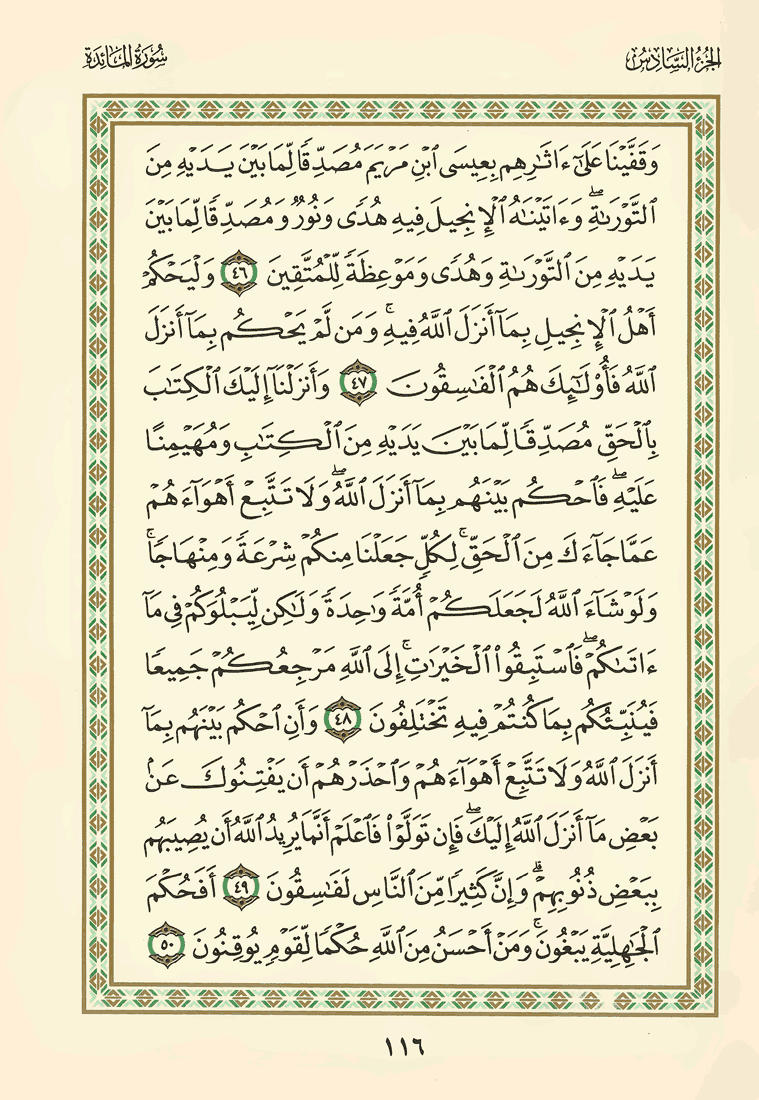 الجزء السادس
سورة المائدة
وَقَفَّيْنَا عَلَىٰٓ ءَاثَٰرِهِم بِعِيسَى ٱبْنِ مَرْيَمَ مُصَدِّقًا لِّمَا بَيْنَ يَدَيْهِ مِنَ
ٱلتَّوْرَىٰةِۖ وَءَاتَيْنَٰهُ ٱلْإِنجِيلَ فِيهِ هُدًى وَنُورٌ وَمُصَدِّقًا لِّمَا بَيْنَ
يَدَيْهِ مِنَ ٱلتَّوْرَىٰةِ وَهُدًى وَمَوْعِظَةً لِّلْمُتَّقِينَ ٤٦ وَلْيَحْكُمْ
أَهْلُ ٱلْإِنجِيلِ بِمَآ أَنزَلَ ٱللَّهُ فِيهِۚ وَمَن لَّمْ يَحْكُم بِمَآ أَنزَلَ
ٱللَّهُ فَأُوْلَٰٓئِكَ هُمُ ٱلْفَٰسِقُونَ ٤٧ وَأَنزَلْنَآ إِلَيْكَ ٱلْكِتَٰبَ
بِٱلْحَقِّ مُصَدِّقًا لِّمَا بَيْنَ يَدَيْهِ مِنَ ٱلْكِتَٰبِ وَمُهَيْمِنًا
عَلَيْهِۖ فَٱحْكُم بَيْنَهُم بِمَآ أَنزَلَ ٱللَّهُۖ وَلَا تَتَّبِعْ أَهْوَآءَهُمْ
عَمَّا جَآءَكَ مِنَ ٱلْحَقِّۚ لِكُلٍّ جَعَلْنَا مِنكُمْ شِرْعَةً وَمِنْهَاجًاۚ
وَلَوْ شَآءَ ٱللَّهُ لَجَعَلَكُمْ أُمَّةً وَٰحِدَةً وَلَٰكِن لِّيَبْلُوَكُمْ فِى مَآ
ءَاتَىٰكُمْۖ فَٱسْتَبِقُوا۟ ٱلْخَيْرَٰتِۚ إِلَى ٱللَّهِ مَرْجِعُكُمْ جَمِيعًا
فَيُنَبِّئُكُم بِمَا كُنتُمْ فِيهِ تَخْتَلِفُونَ ٤٨ وَأَنِ ٱحْكُم بَيْنَهُم بِمَآ
أَنزَلَ ٱللَّهُ وَلَا تَتَّبِعْ أَهْوَآءَهُمْ وَٱحْذَرْهُمْ أَن يَفْتِنُوكَ عَنۢ
بَعْضِ مَآ أَنزَلَ ٱللَّهُ إِلَيْكَۖ فَإِن تَوَلَّوْا۟ فَٱعْلَمْ أَنَّمَا يُرِيدُ ٱللَّهُ أَن يُصِيبَهُم
بِبَعْضِ ذُنُوبِهِمْۗ وَإِنَّ كَثِيرًا مِّنَ ٱلنَّاسِ لَفَٰسِقُونَ ٤٩ أَفَحُكْمَ
ٱلْجَٰهِلِيَّةِ يَبْغُونَۚ وَمَنْ أَحْسَنُ مِنَ ٱللَّهِ حُكْمًا لِّقَوْمٍ يُوقِنُونَ ٥٠
١١٦